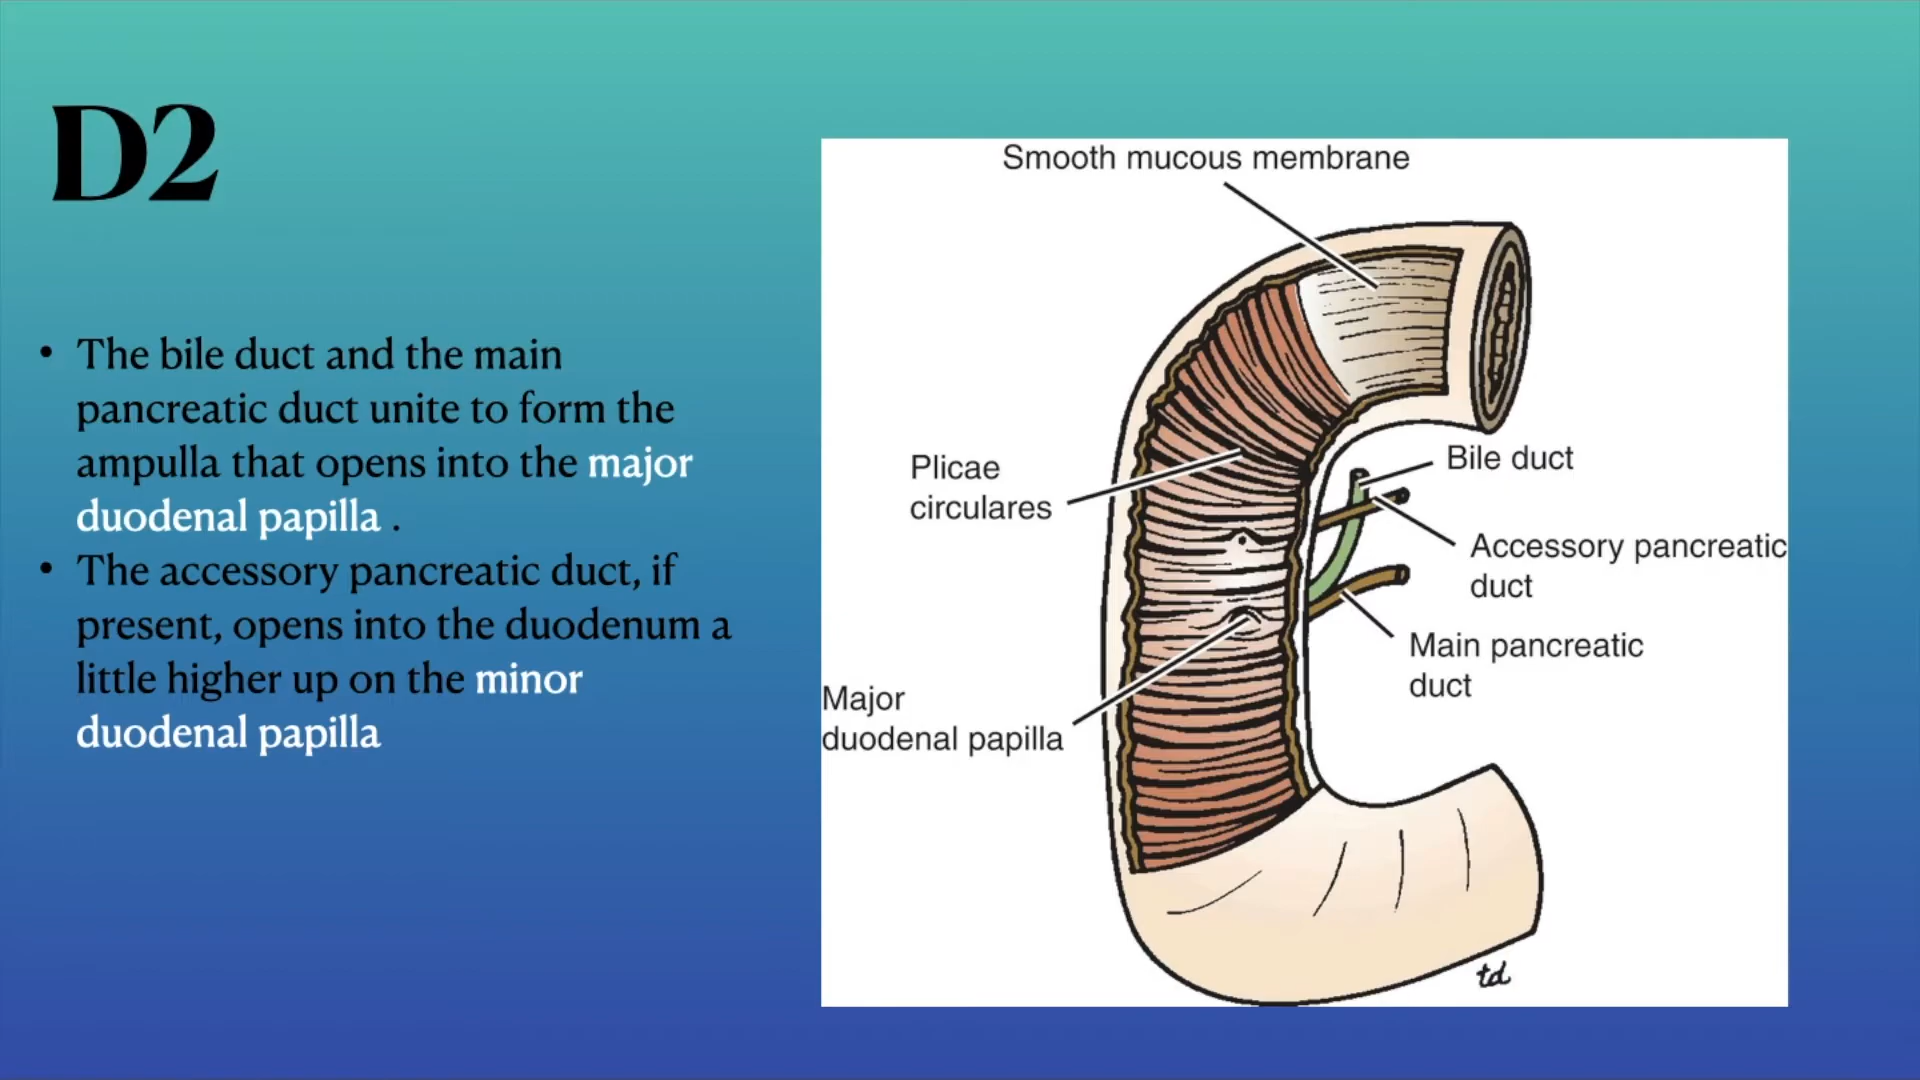 D2
• The bile duct and the main
pancreatic duct unite to form the
ampulla that opens into the major
duodenal papilla .
• The accessory pancreatic duct, if
present, opens into the duodenum a
little higher up on the minor
duodenal papilla
Smooth mucous membrane
Plicae
circulares
Bile duct
Accessory pancreatic
duct
Main pancreatic
duct
Major
duodenal papilla
td